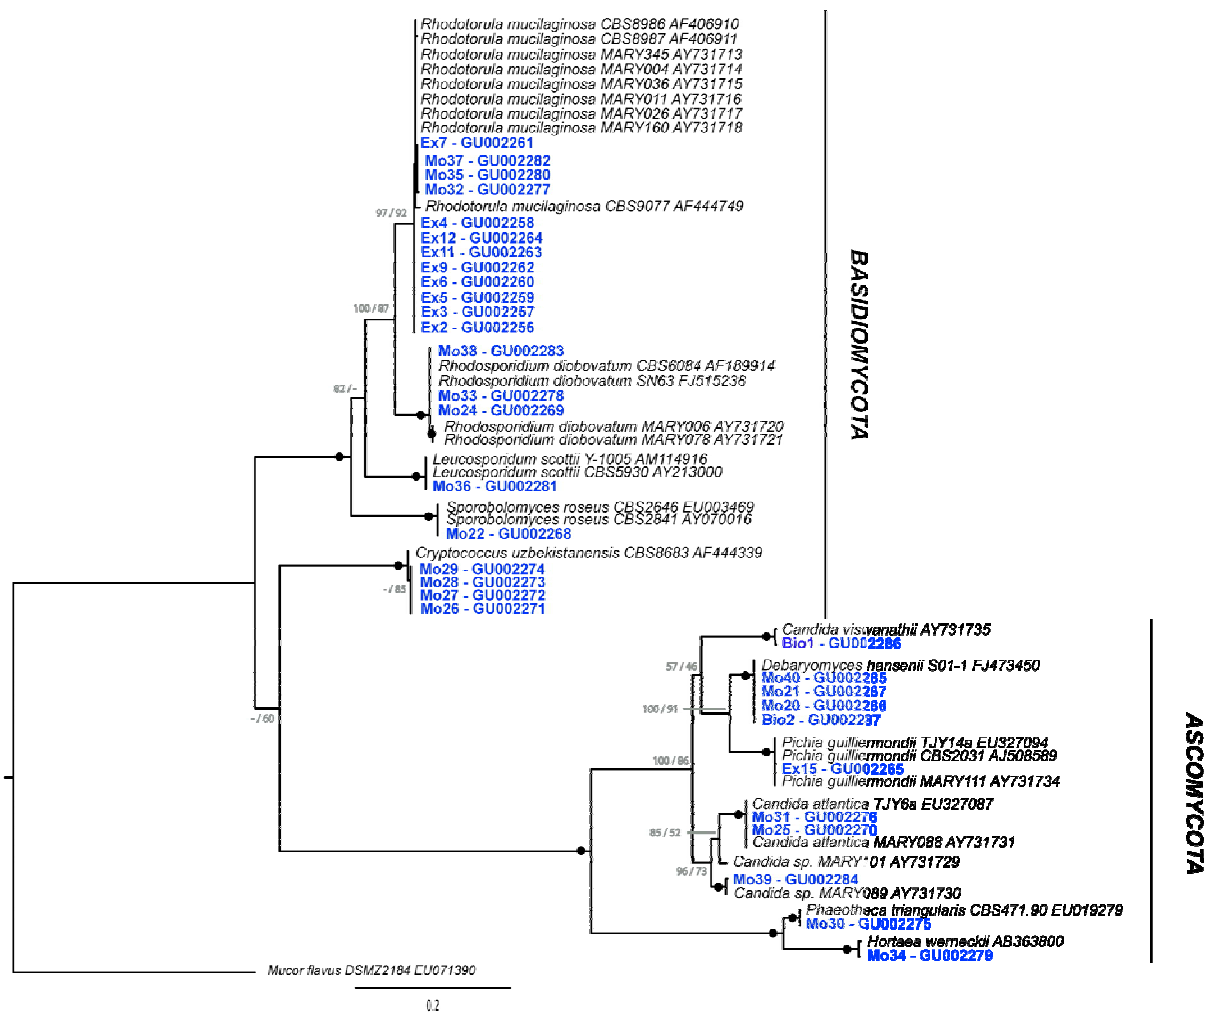 Rhodotorula mucilaginosa CBS8986 AF406910
Rhodotorula mucilaginosa CBS8987 AF406911
Rhodotorula mucilaginosa MARY345 AY731713
Rhodotorula mucilaginosa MARY004 AY731714
Rhodotorula mucilaginosa MARY036 AY731715
Rhodotorula mucilaginosa MARY011 AY731716
Rhodotorula mucilaginosa MARY026 AY731717
Rhodotorula mucilaginosa MARY160 AY731718
Ex7 - GU002261
Mo37 - GU002282
Mo35 - GU002280
Mo32 - GU002277
Rhodotorula mucilaginosa CBS9077 AF444749
97 / 92
Ex4 - GU002258
Ex12 - GU002264
Ex11 - GU002263
Ex9 - GU002262
Ex6 - GU002260
Ex5 - GU002259
Ex3 - GU002257
Ex2 - GU002256
100 / 87
Mo38 - GU002283
Rhodosporidium diobovatum CBS6084 AF189914
Rhodosporidium diobovatum SN63 FJ515238
Mo33 - GU002278
Mo24 - GU002269
Rhodosporidium diobovatum MARY006 AY731720
Rhodosporidium diobovatum MARY078 AY731721
82 / -
Leucosporidum scottii Y-1005 AM114916
Leucosporidum scottii CBS5930 AY213000
Mo36 - GU002281
Sporobolomyces roseus CBS2646 EU003469
Sporobolomyces roseus CBS2841 AY070016
Mo22 - GU002268
Cryptococcus uzbekistanensis CBS8683 AF444339
Mo29 - GU002274
Mo28 - GU002273
Mo27 - GU002272
Mo26 - GU002271
- / 85
BASIDIOMYCOTA
Candida viswanathii AY731735
Bio1 - GU002286
57 / 46
Debaryomyces hansenii S01-1 FJ473450
Mo40 - GU002285
Mo21 - GU002267
Mo20 - GU002266
Bio2 - GU002287
100 / 91
- / 60
Pichia guilliermondii TJY14a EU327094
Pichia guilliermondii CBS2031 AJ508589
Ex15 - GU002265
Pichia guilliermondii MARY111 AY731734
100 / 86
Candida atlantica TJY6a EU327087
Mo31 - GU002276
Mo25 - GU002270
Candida atlantica MARY088 AY731731
85 / 52
Candida sp. MARY101 AY731729
96 / 73
Mo39 - GU002284
Candida sp. MARY089 AY731730
Phaeotheca triangularis CBS471.90 EU019279
Mo30 - GU002275
Hortaea werneckii AB363800
Mo34 - GU002279
ASCOMYCOTA
Mucor flavus DSMZ2184 EU071390
0.2